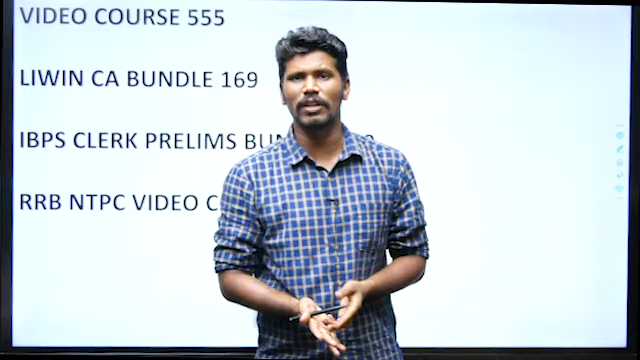 VIDEO COURSE 555
LIWIN CA BUNDLE 169
IBPS CLERK PRELIMS
RRB NTPC VIDEO